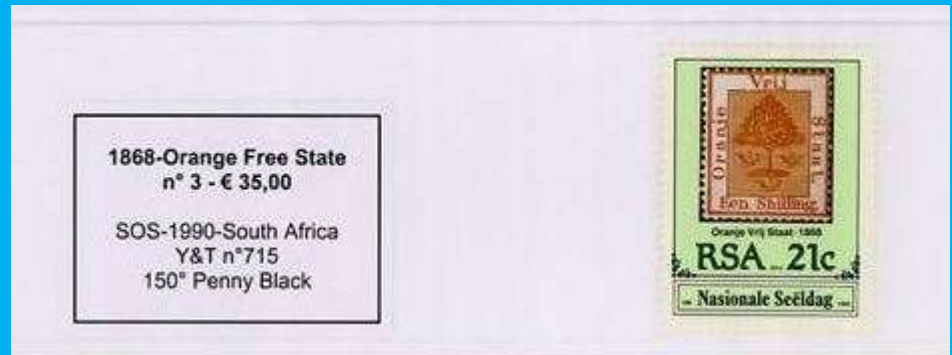 1868-Orange Free State
n° 3 - € 35,00
SOS-1990-South Africa
Y&T n°715
150° Penny Black
Vrij
Oranje
Staat
Een Shilling
Oranje Vrij Staat 1868
RSA 21c
Nasionale Seëldag